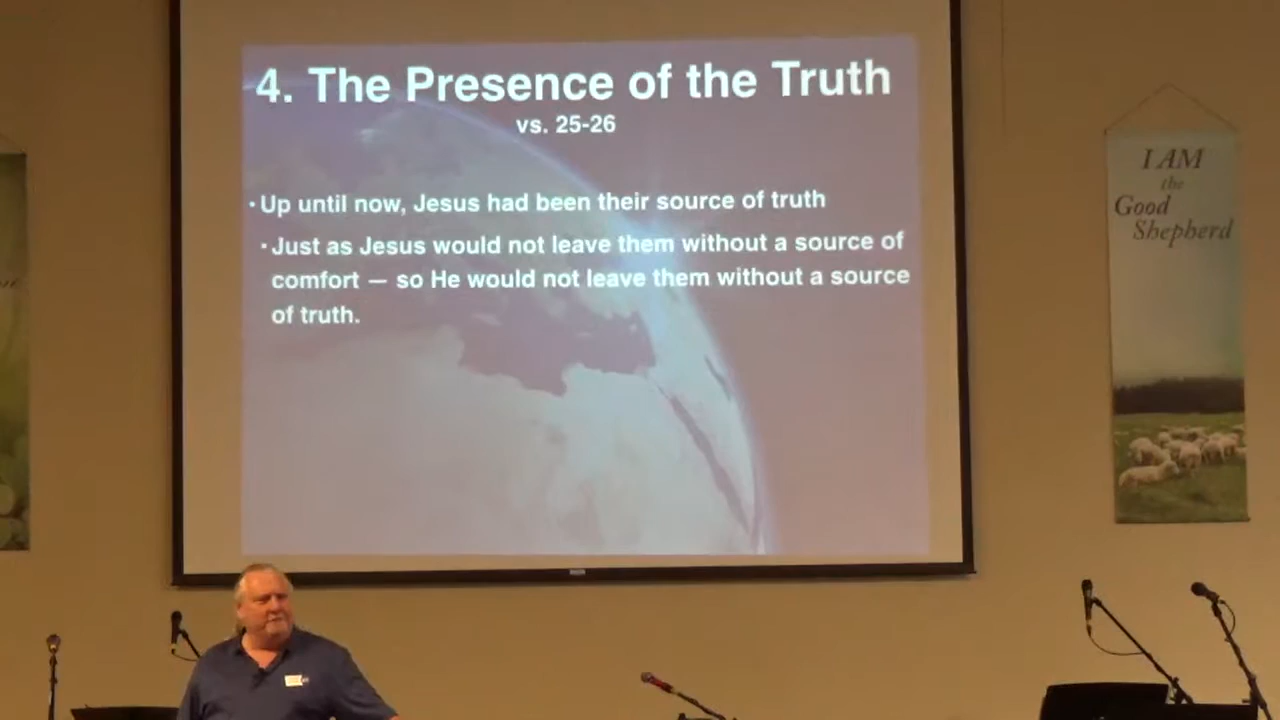 4. The Presence of the Truth
vs. 25-26
· Up until now, Jesus had been their source of truth
· Just as Jesus would not leave them without a source of
comfort — so He would not leave them without a source
of truth.
I AM
the
Good
Shepherd